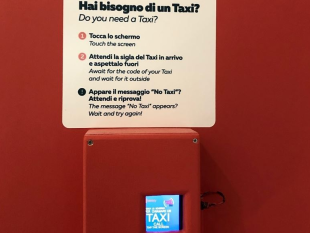 Hai bisogno di un Taxi?
Do you need a Taxi?
1 Tocca lo schermo
Touch the screen
2 Attendi la sigla del Taxi in arrivo
e aspettalo fuori
Await for the code of your Taxi
and wait for it outside
! Appare il messaggio "No Taxi"?
Attendi e riprova!
The message "No Taxi" appears?
Wait and try again!
TAXI